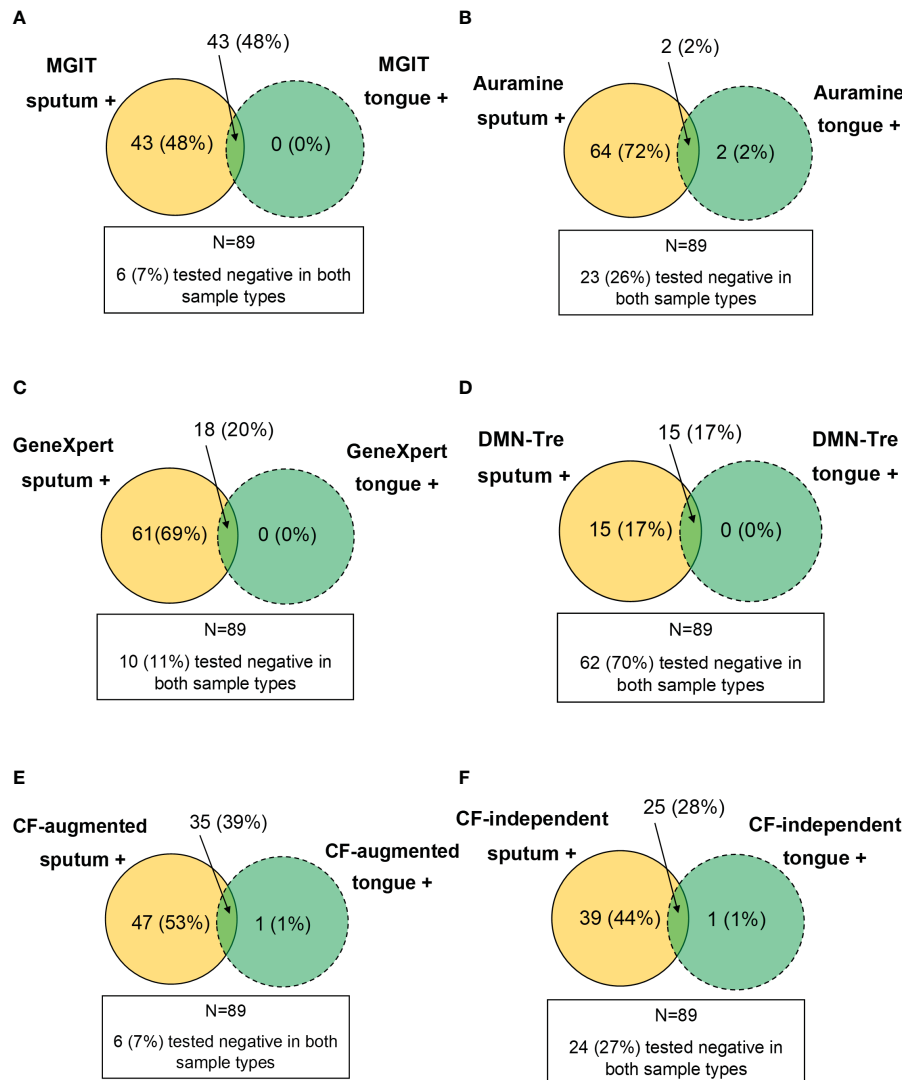 A
43 (48%)
MGIT
sputum +
MGIT
tongue +
43 (48%)
0 (0%)
N=89
6 (7%) tested negative in both
sample types
B
2 (2%)
Auramine
sputum +
Auramine
tongue +
64 (72%)
2 (2%)
N=89
23 (26%) tested negative in
both sample types
C
18 (20%)
GeneXpert
sputum +
GeneXpert
tongue +
61(69%)
0 (0%)
N=89
10 (11%) tested negative in
both sample types
D
15 (17%)
DMN-Tre
sputum +
DMN-Tre
tongue +
15 (17%)
0 (0%)
N=89
62 (70%) tested negative in
both sample types
E
35 (39%)
CF-augmented
sputum +
CF-augmented
tongue +
47 (53%)
1 (1%)
N=89
6 (7%) tested negative in both
sample types
F
25 (28%)
CF-independent
sputum +
CF-independent
tongue +
39 (44%)
1 (1%)
N=89
24 (27%) tested negative in
both sample types